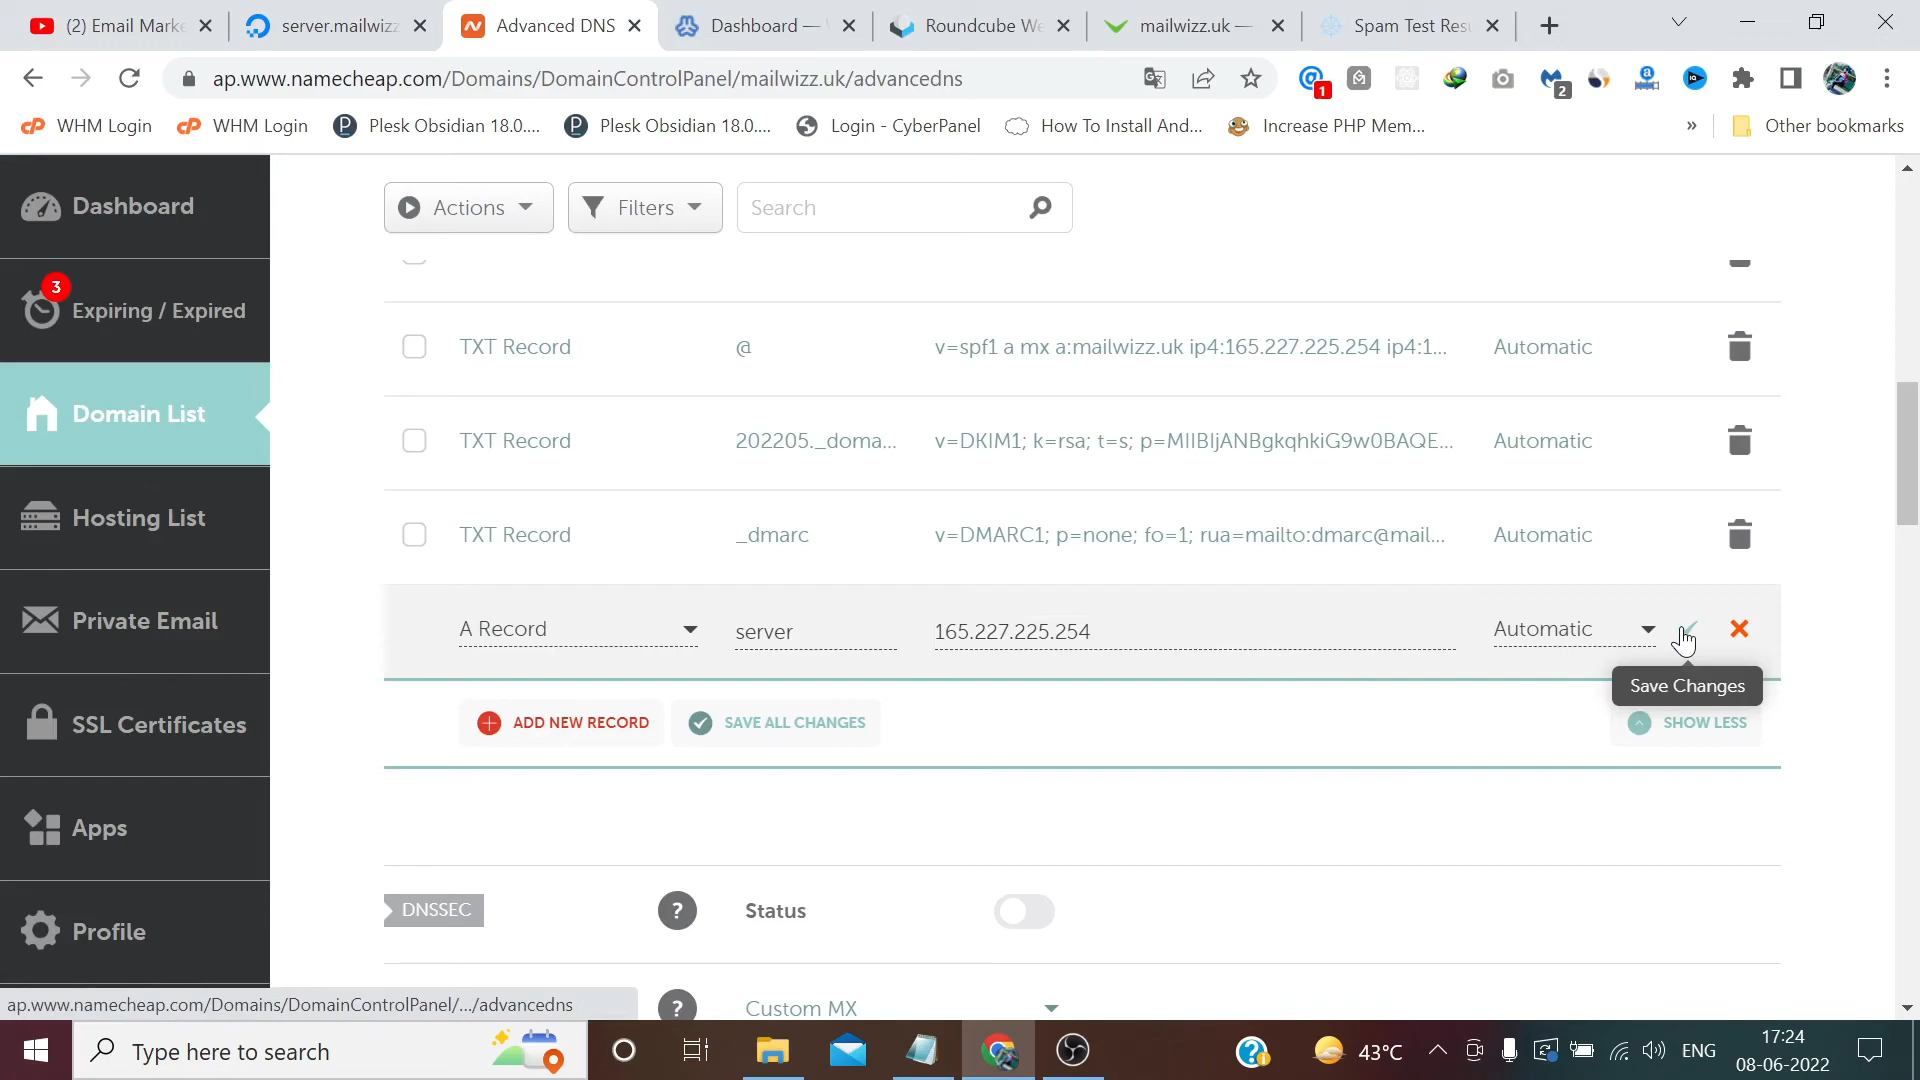 (2) Email Marke
server.mailwizz
Advanced DNS
Dashboard —
Roundcube We
mailwizz.uk —
Spam Test Resu
ap.www.namecheap.com/Domains/DomainControlPanel/mailwizz.uk/advancedns
1
2
WHM Login
WHM Login
Plesk Obsidian 18.0....
Plesk Obsidian 18.0....
Login - CyberPanel
How To Install And...
Increase PHP Mem...
»
Other bookmarks
Dashboard
3
Expiring / Expired
Domain List
Hosting List
Private Email
SSL Certificates
Apps
Profile
Actions
Filters
Search
TXT Record @ v=spf1 a mx a:mailwizz.uk ip4:165.227.225.254 ip4:1... Automatic
TXT Record 202205._doma... v=DKIM1; k=rsa; t=s; p=MIIBIjANBgkqhkiG9w0BAQE... Automatic
TXT Record _dmarc v=DMARC1; p=none; fo=1; rua=mailto:dmarc@mail... Automatic
A Record server 165.227.225.254 Automatic
Save Changes
ADD NEW RECORD
SAVE ALL CHANGES
SHOW LESS
DNSSEC
?
Status
?
Custom MX
ap.www.namecheap.com/Domains/DomainControlPanel/.../advancedns
Type here to search
43°C
ENG
17:24
08-06-2022